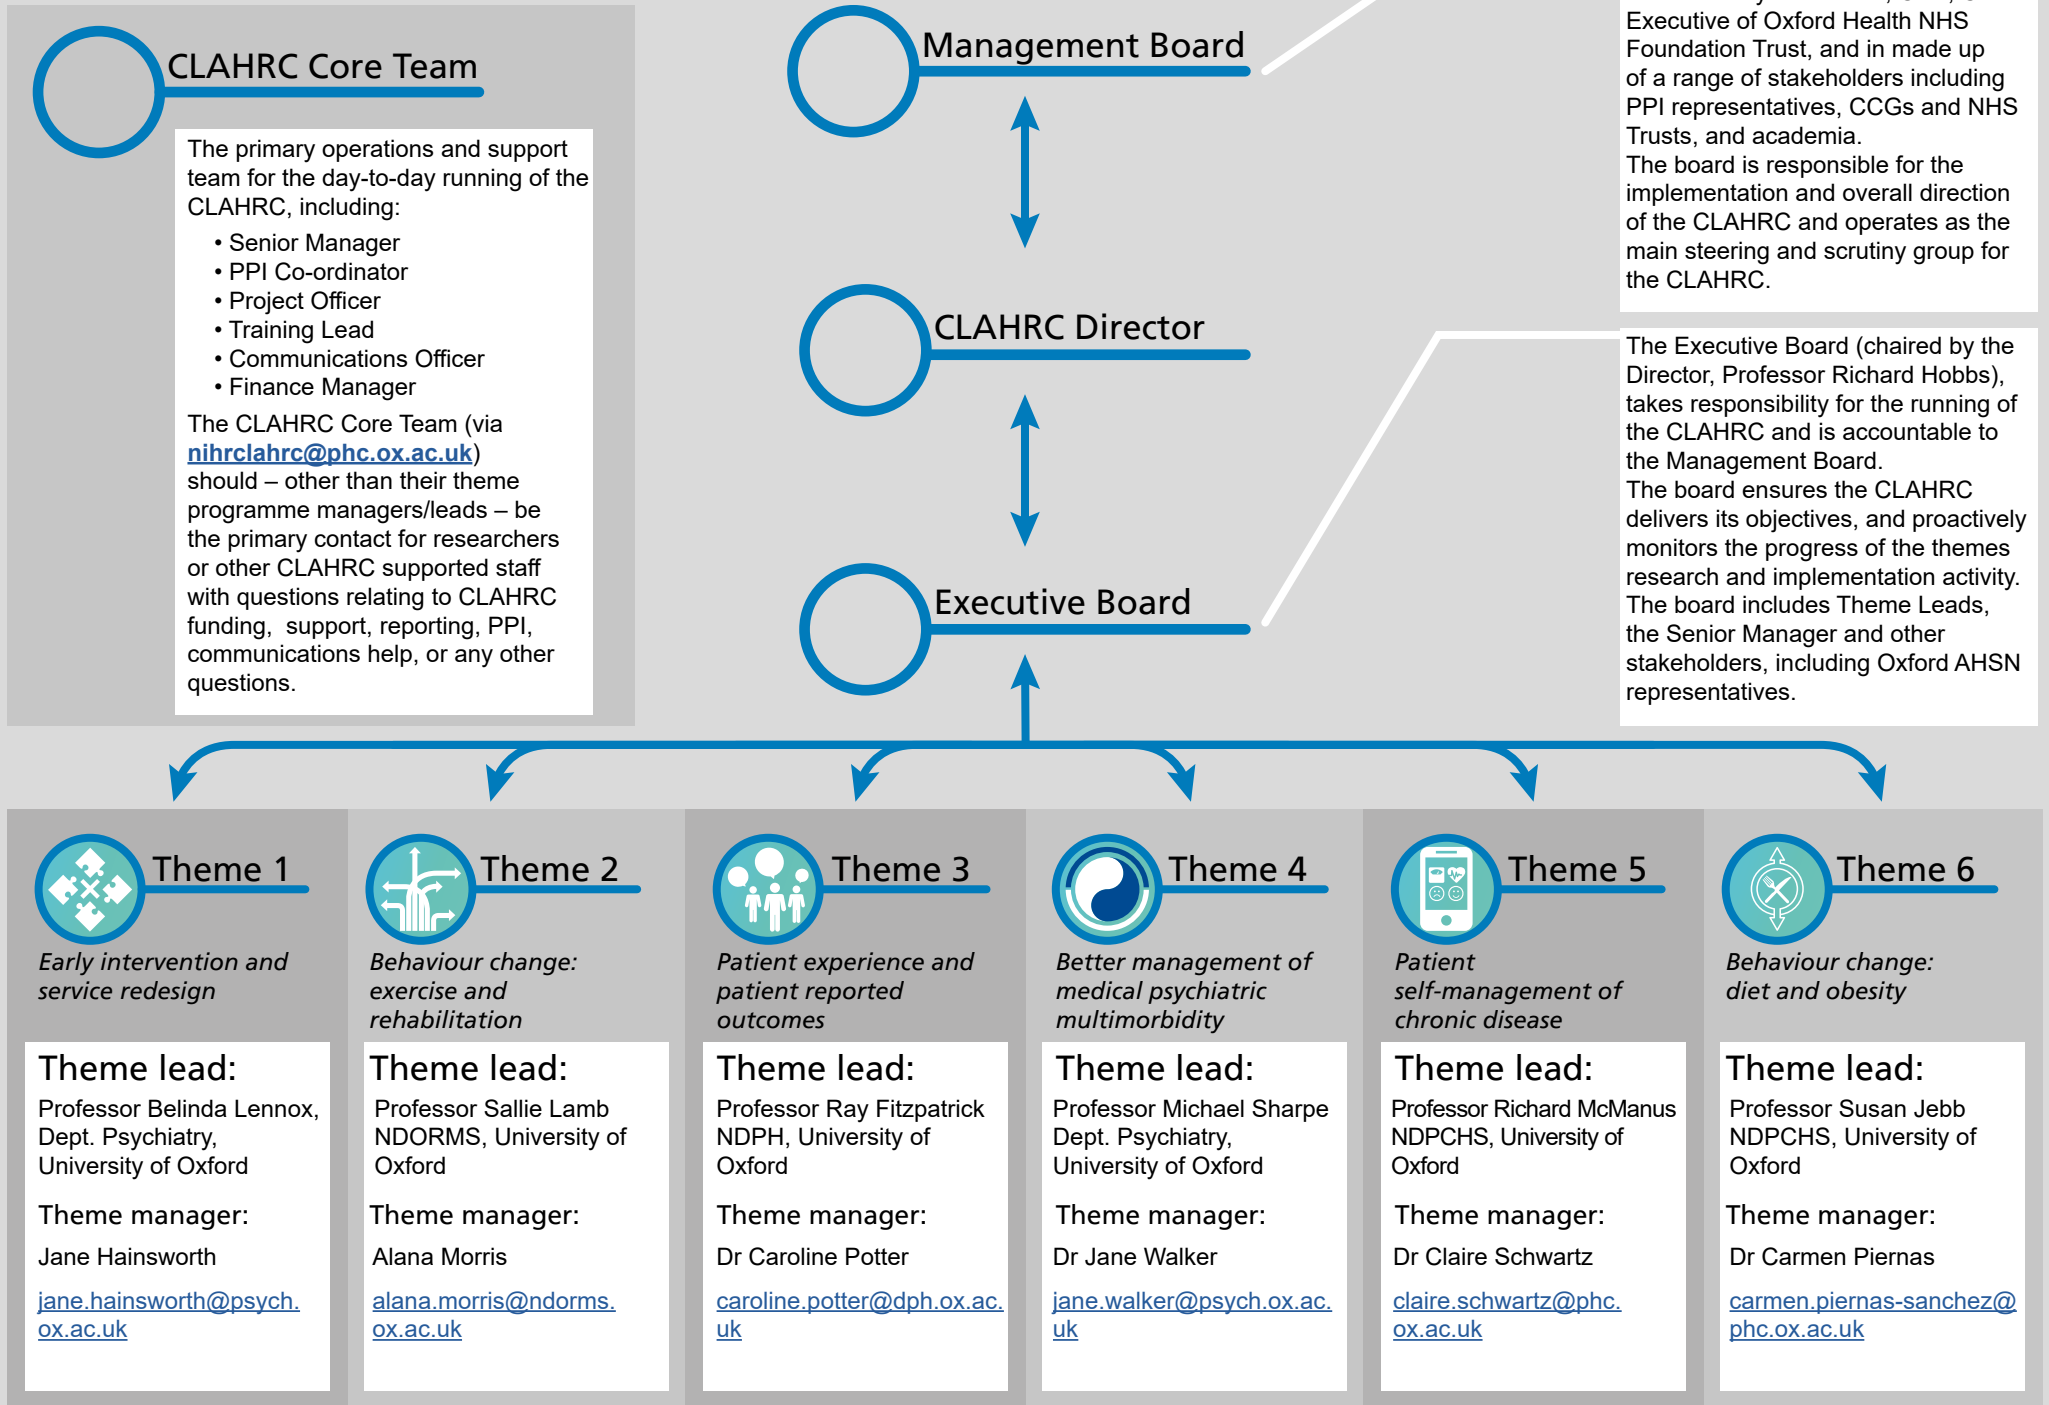 CLAHRC Core Team
The primary operations and support
team for the day-to-day running of the
CLAHRC, including:
• Senior Manager
• PPI Co-ordinator
• Project Officer
• Training Lead
• Communications Officer
• Finance Manager
The CLAHRC Core Team (via
nihrclahrc@phc.ox.ac.uk)
should – other than their theme
programme managers/leads – be
the primary contact for researchers
or other CLAHRC supported staff
with questions relating to CLAHRC
funding,  support, reporting, PPI,
communications help, or any other
questions.
Management Board
CLAHRC Director
Executive Board
Executive of Oxford Health NHS
Foundation Trust, and in made up
of a range of stakeholders including
PPI representatives, CCGs and NHS
Trusts, and academia.
The board is responsible for the
implementation and overall direction
of the CLAHRC and operates as the
main steering and scrutiny group for
the CLAHRC.
The Executive Board (chaired by the
Director, Professor Richard Hobbs),
takes responsibility for the running of
the CLAHRC and is accountable to
the Management Board.
The board ensures the CLAHRC
delivers its objectives, and proactively
monitors the progress of the themes
research and implementation activity.
The board includes Theme Leads,
the Senior Manager and other
stakeholders, including Oxford AHSN
representatives.
Theme 1
Early intervention and
service redesign
Theme lead:
Professor Belinda Lennox,
Dept. Psychiatry,
University of Oxford
Theme manager:
Jane Hainsworth
jane.hainsworth@psych.
ox.ac.uk
Theme 2
Behaviour change:
exercise and
rehabilitation
Theme lead:
Professor Sallie Lamb
NDORMS, University of
Oxford
Theme manager:
Alana Morris
alana.morris@ndorms.
ox.ac.uk
Theme 3
Patient experience and
patient reported
outcomes
Theme lead:
Professor Ray Fitzpatrick
NDPH, University of
Oxford
Theme manager:
Dr Caroline Potter
caroline.potter@dph.ox.ac.
uk
Theme 4
Better management of
medical psychiatric
multimorbidity
Theme lead:
Professor Michael Sharpe
Dept. Psychiatry,
University of Oxford
Theme manager:
Dr Jane Walker
jane.walker@psych.ox.ac.
uk
Theme 5
Patient
self-management of
chronic disease
Theme lead:
Professor Richard McManus
NDPCHS, University of
Oxford
Theme manager:
Dr Claire Schwartz
claire.schwartz@phc.
ox.ac.uk
Theme 6
Behaviour change:
diet and obesity
Theme lead:
Professor Susan Jebb
NDPCHS, University of
Oxford
Theme manager:
Dr Carmen Piernas
carmen.piernas-sanchez@
phc.ox.ac.uk